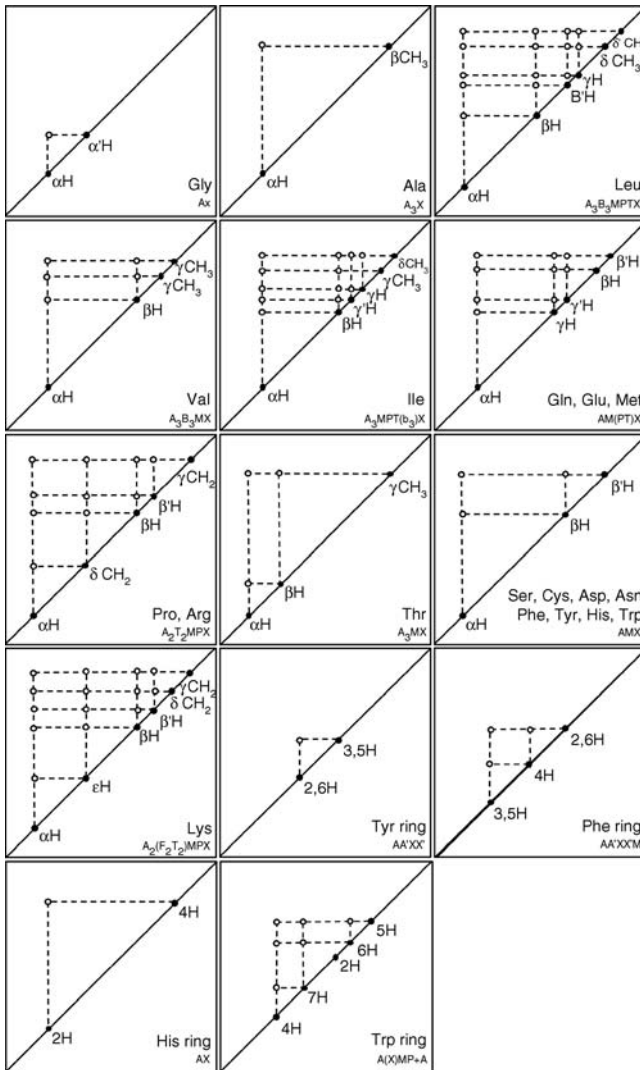 α'H
αH
Gly
Ax
βCH3
αH
Ala
A3X
δ'CH
δ CH3
γH
B'H
βH
αH
Leu
A3B3MPTX
γCH3
γCH3
βH
αH
Val
A3B3MX
δCH3
γCH3
γH
γ'H
βH
αH
Ile
A3MPT(b3)X
β'H
βH
γ'H
γH
αH
Gln, Glu, Met
AM(PT)X
γCH2
β'H
βH
δ CH2
αH
Pro, Arg
A2T2MPX
γCH3
βH
αH
Thr
A3MX
β'H
βH
Ser, Cys, Asp, Asn
Phe, Tyr, His, Trp
αH
AMX
γCH2
δ CH2
β'H
βH
εH
αH
Lys
A2(F2T2)MPX
3,5H
2,6H
Tyr ring
AA'XX'
2,6H
4H
3,5H
Phe ring
AA'XX'M
4H
2H
His ring
AX
5H
6H
2H
7H
4H
Trp ring
A(X)MP+A